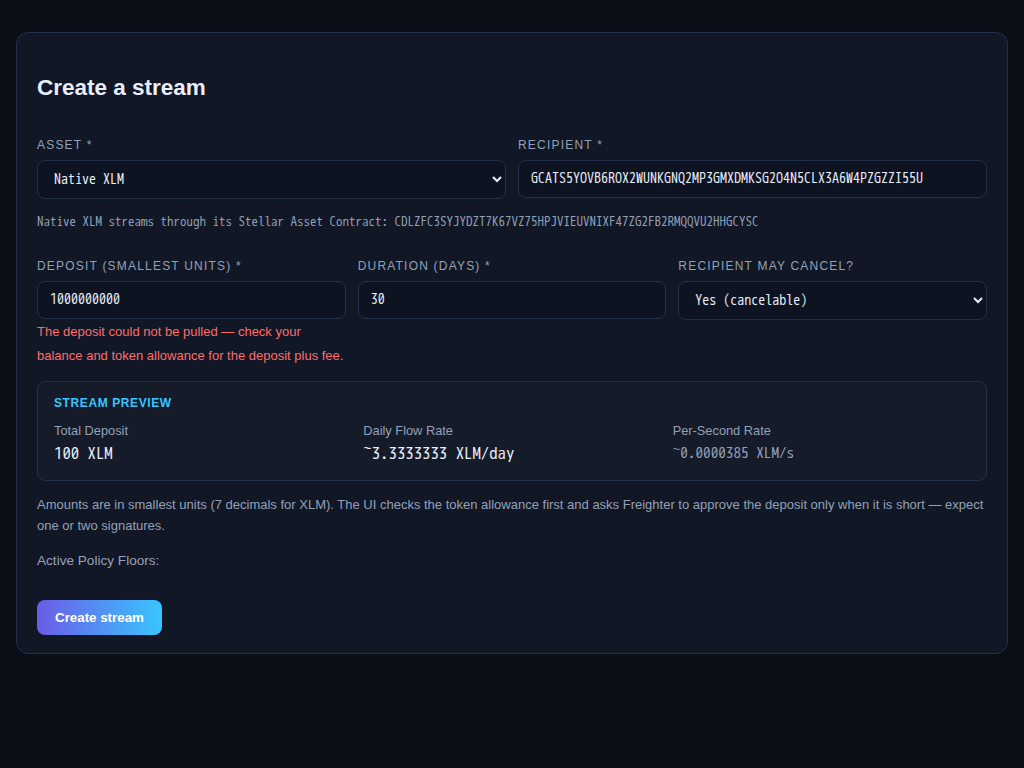 Create a stream
ASSET *
RECIPIENT *
Native XLM
GCATS5YOVB6ROX2WUNKGNQ2MP3GMXDMKSG2O4N5CLX3A6W4PZGZZI55U
Native XLM streams through its Stellar Asset Contract: CDLZFC3SYJYDZT7K67VZ75HPJVIEUVNIXF47ZG2FB2RMQQVU2HHGCYSC
DEPOSIT (SMALLEST UNITS) *
DURATION (DAYS) *
RECIPIENT MAY CANCEL?
1000000000
30
Yes (cancelable)
The deposit could not be pulled — check your
balance and token allowance for the deposit plus fee.
STREAM PREVIEW
Total Deposit
Daily Flow Rate
Per-Second Rate
100 XLM
~3.3333333 XLM/day
~0.0000385 XLM/s
Amounts are in smallest units (7 decimals for XLM). The UI checks the token allowance first and asks Freighter to approve the deposit only when it is short — expect
one or two signatures.
Active Policy Floors:
Create stream